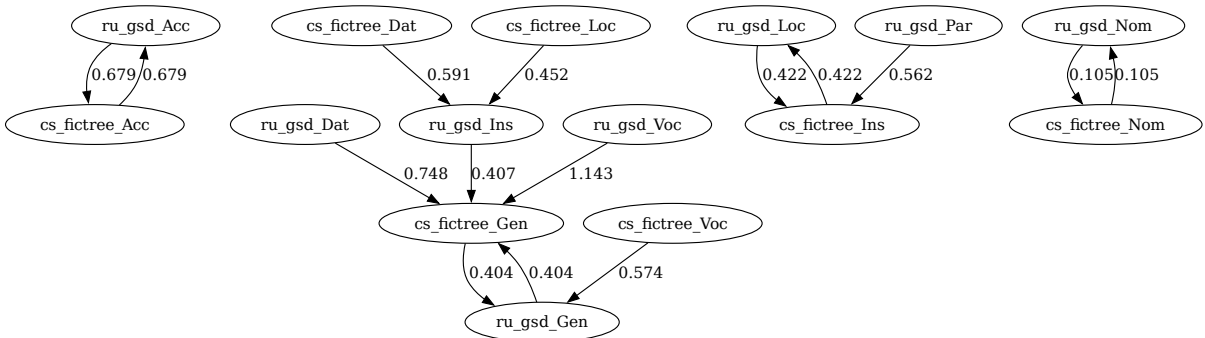 ru_gsd_Acc
cs_fictree_Dat
cs_fictree_Loc
ru_gsd_Loc
ru_gsd_Par
ru_gsd_Nom
0.679
0.679
0.591
0.452
0.422
0.422
0.562
0.105
0.105
cs_fictree_Acc
ru_gsd_Dat
ru_gsd_Ins
ru_gsd_Voc
cs_fictree_Ins
cs_fictree_Nom
0.748
0.407
1.143
cs_fictree_Gen
cs_fictree_Voc
0.404
0.404
0.574
ru_gsd_Gen